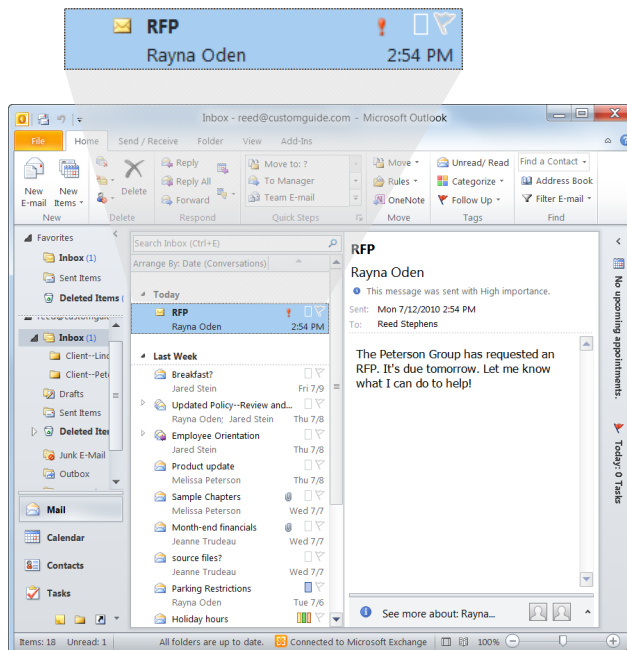 RFP
Rayna Oden 2:54 PM
Inbox - reed@customguide.com - Microsoft Outlook
File Home Send / Receive Folder View Add-Ins
New E-mail
New Items
Delete
Reply
Reply All
Forward
Move to: ?
To Manager
Team E-mail
Move
Rules
OneNote
Unread/ Read
Categorize
Follow Up
Find a Contact
Address Book
Filter E-mail
New Delete Respond Quick Steps Move Tags Find
Favorites
Inbox (1)
Sent Items
Deleted Items (
Inbox (1)
Drafts
Sent Items
Junk E-Mail
Outbox
Mail
Calendar
Contacts
Tasks
Search Inbox (Ctrl+E)
Arrange By: Date (Conversations)
Today
RFP
Rayna Oden 2:54 PM
Last Week
Breakfast?
Jared Stein Fri 7/9
Updated Policy--Review and...
Rayna Oden; Jared Stein Thu 7/8
Employee Orientation
Jared Stein Thu 7/8
Product update
Melissa Peterson Thu 7/8
Sample Chapters
Melissa Peterson Wed 7/7
Month-end financials
Jeanne Trudeau Wed 7/7
source files?
Jeanne Trudeau Wed 7/7
Parking Restrictions
Rayna Oden Tue 7/6
Holiday hours
RFP
Rayna Oden
This message was sent with High importance.
Sent: Mon 7/12/2010 2:54 PM
To: Reed Stephens
The Peterson Group has requested an
RFP. It's due tomorrow. Let me know
what I can do to help!
See more about: Rayna...
No upcoming appointments.
Today: 0 Tasks
Items: 18 Unread: 1 All folders are up to date. Connected to Microsoft Exchange 100%